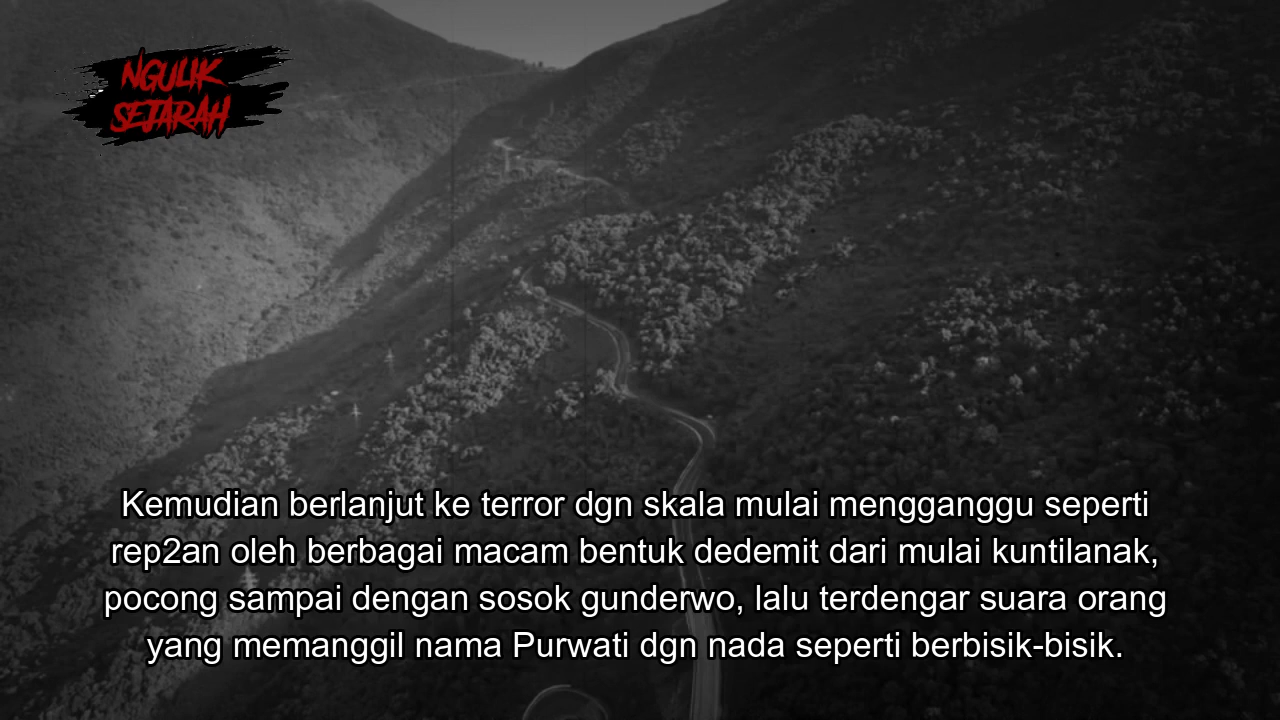 NGULIK
SEJARAH
Kemudian berlanjut ke terror dgn skala mulai mengganggu seperti
rep2an oleh berbagai macam bentuk dedemit dari mulai kuntilanak,
pocong sampai dengan sosok gunderwo, lalu terdengar suara orang
yang memanggil nama Purwati dgn nada seperti berbisik-bisik.